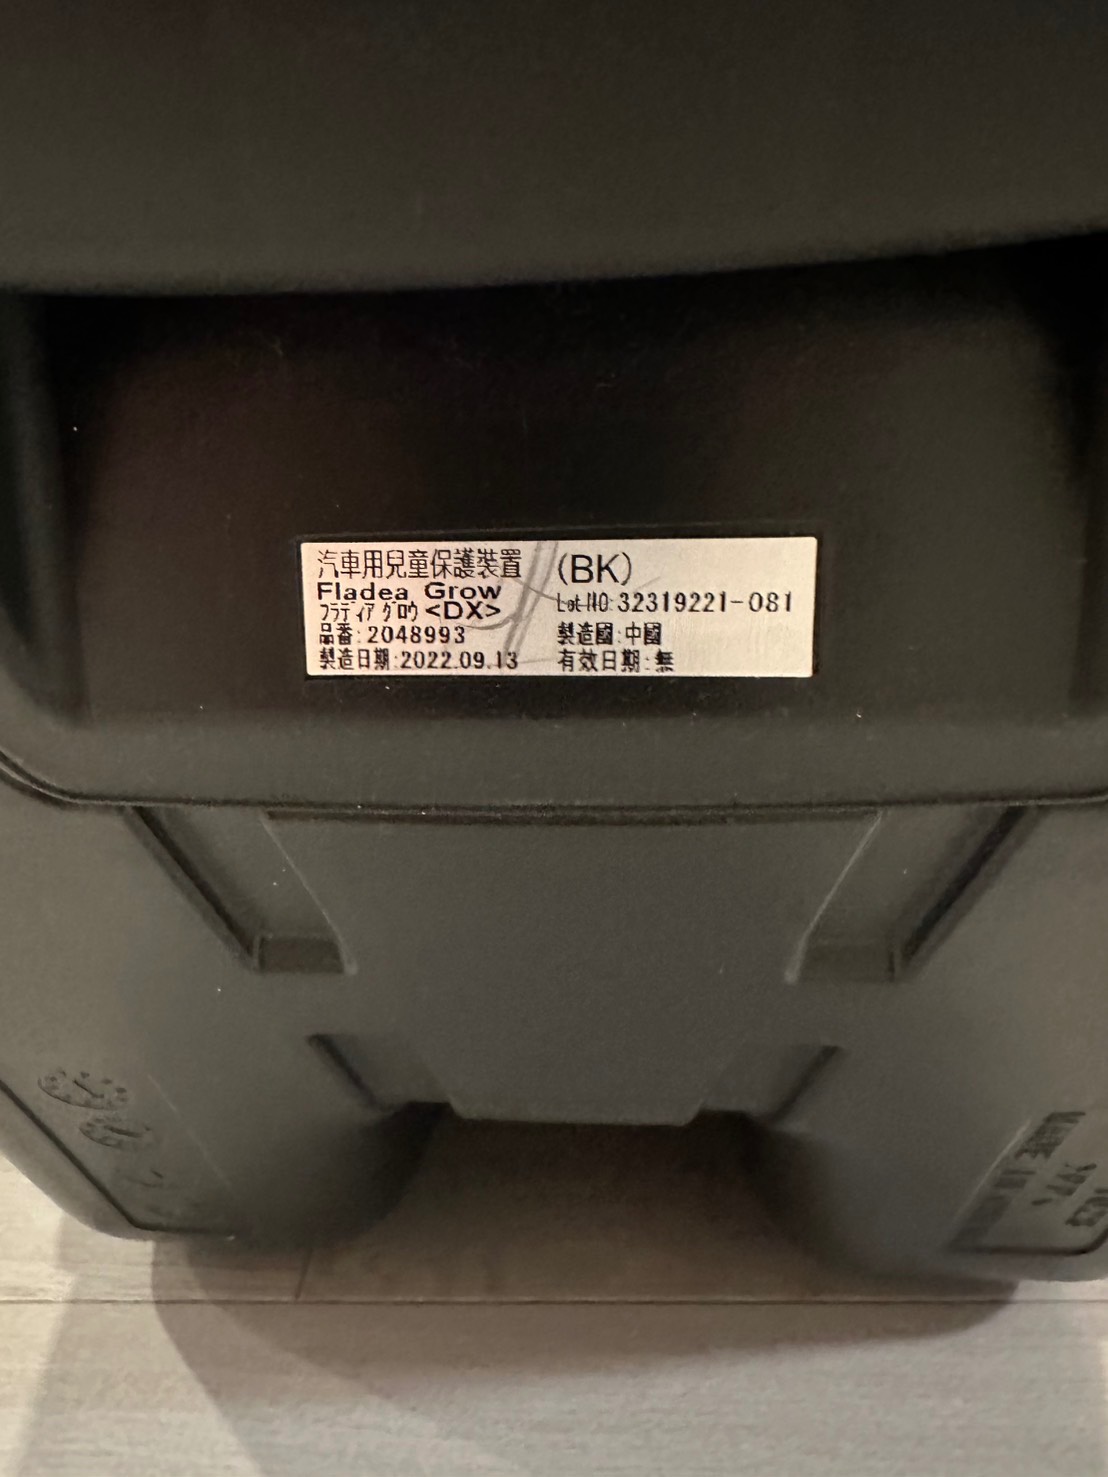 汽車用兒童保護裝置
Fladea Grow
フラディア グロウ <DX>
品番:2048993
製造日期:2022.09.13
(BK)
Lot NO:32319221-081
製造國:中國
有效日期:無